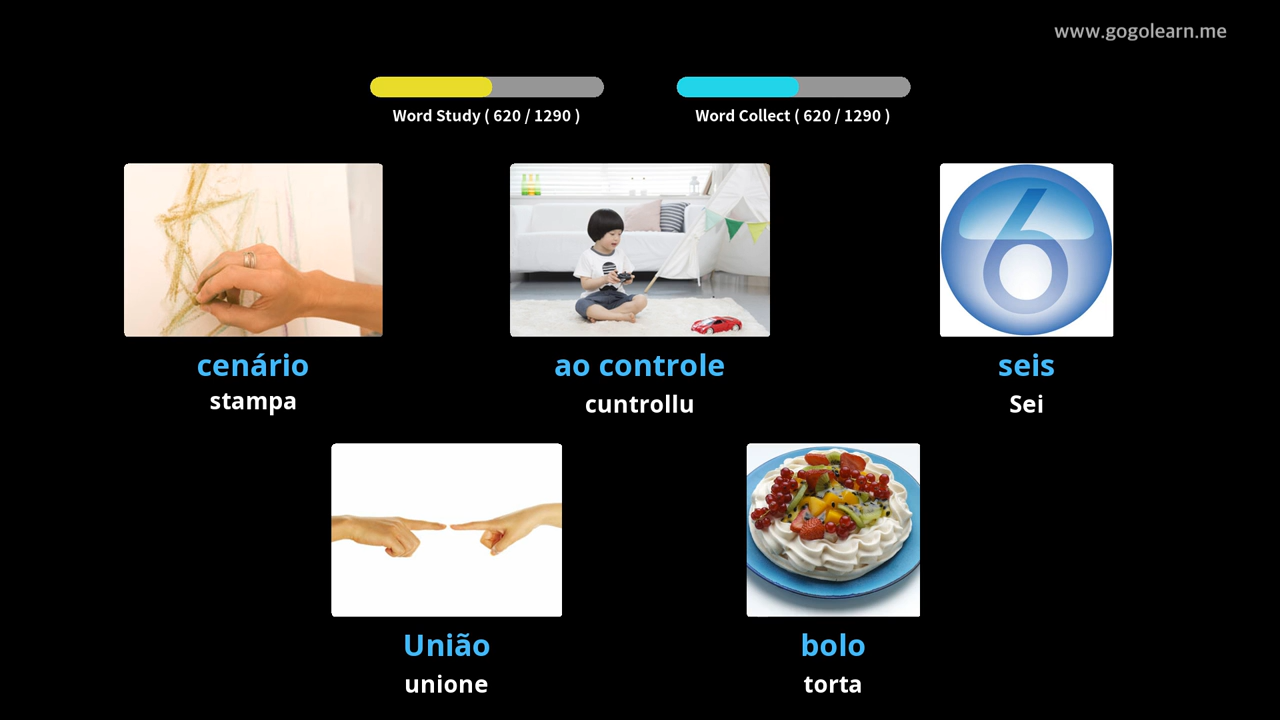 www.gogolearn.me
Word Study ( 620 / 1290 )
Word Collect ( 620 / 1290 )
6
cenário
stampa
ao controle
cuntrollu
seis
Sei
União
unione
bolo
torta